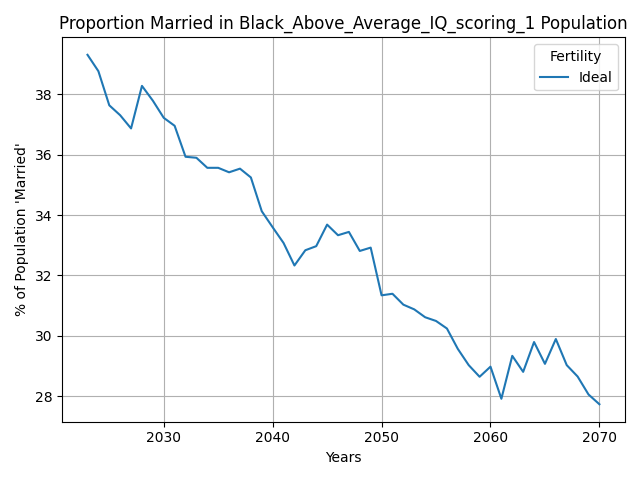 Proportion Married in Black_Above_Average_IQ_scoring_1 Population
Fertility
Ideal
% of Population 'Married'
38
36
34
32
30
28
2030 2040 2050 2060 2070
Years